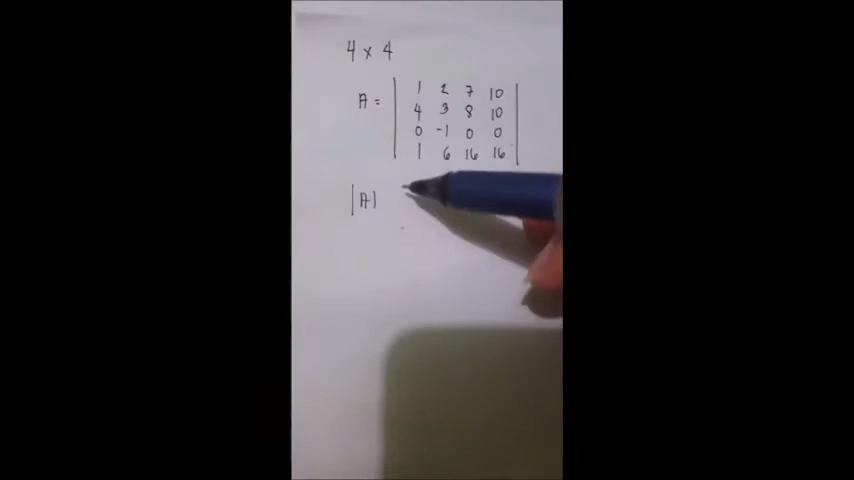 4 x 4
A = | 1 2 7 10 |
| 4 3 8 10 |
| 0 -1 0 0 |
| 1 6 16 16 |
|A|